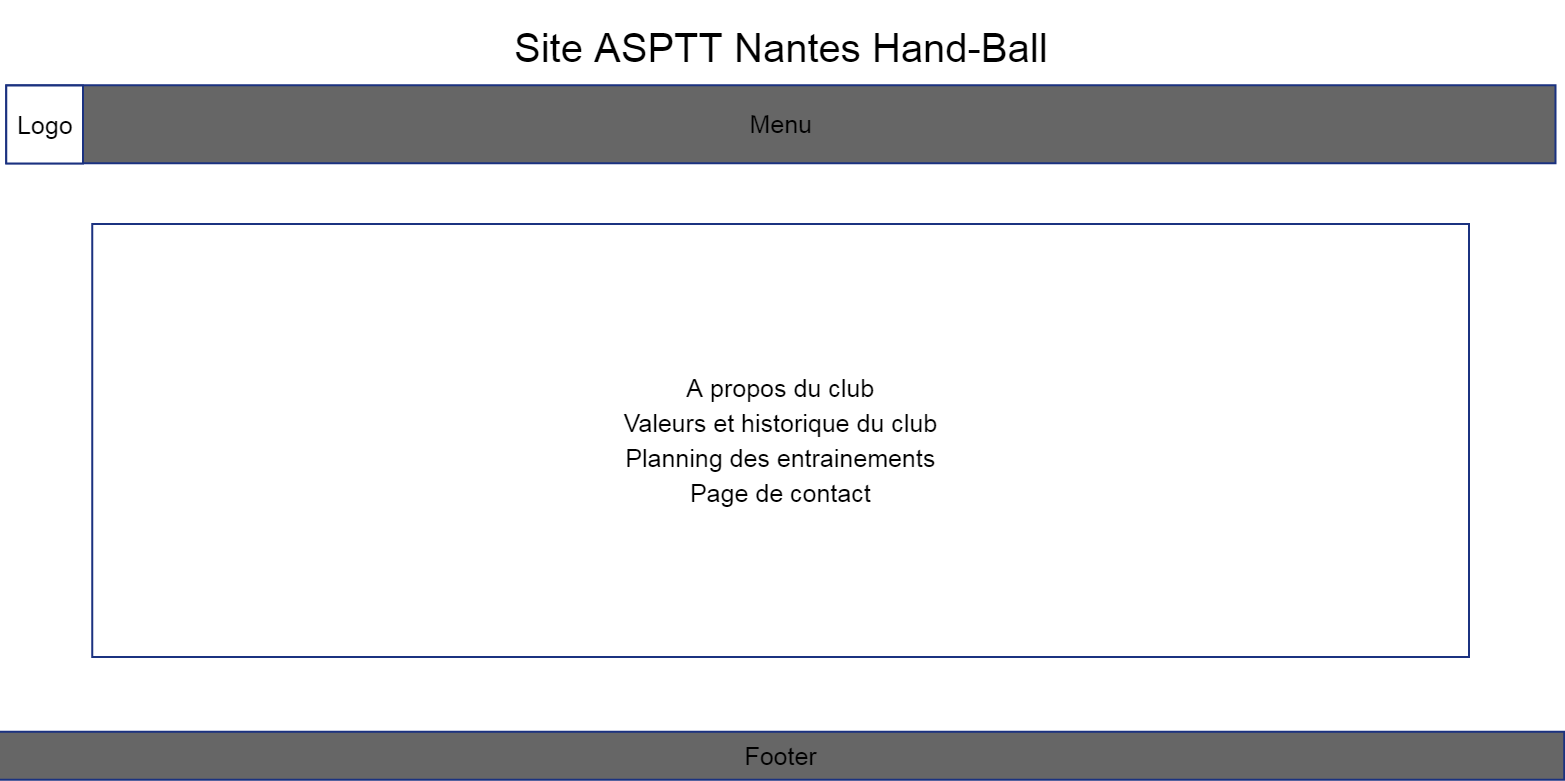 Site ASPTT Nantes Hand-Ball
Logo
Menu
A propos du club
Valeurs et historique du club
Planning des entrainements
Page de contact
Footer